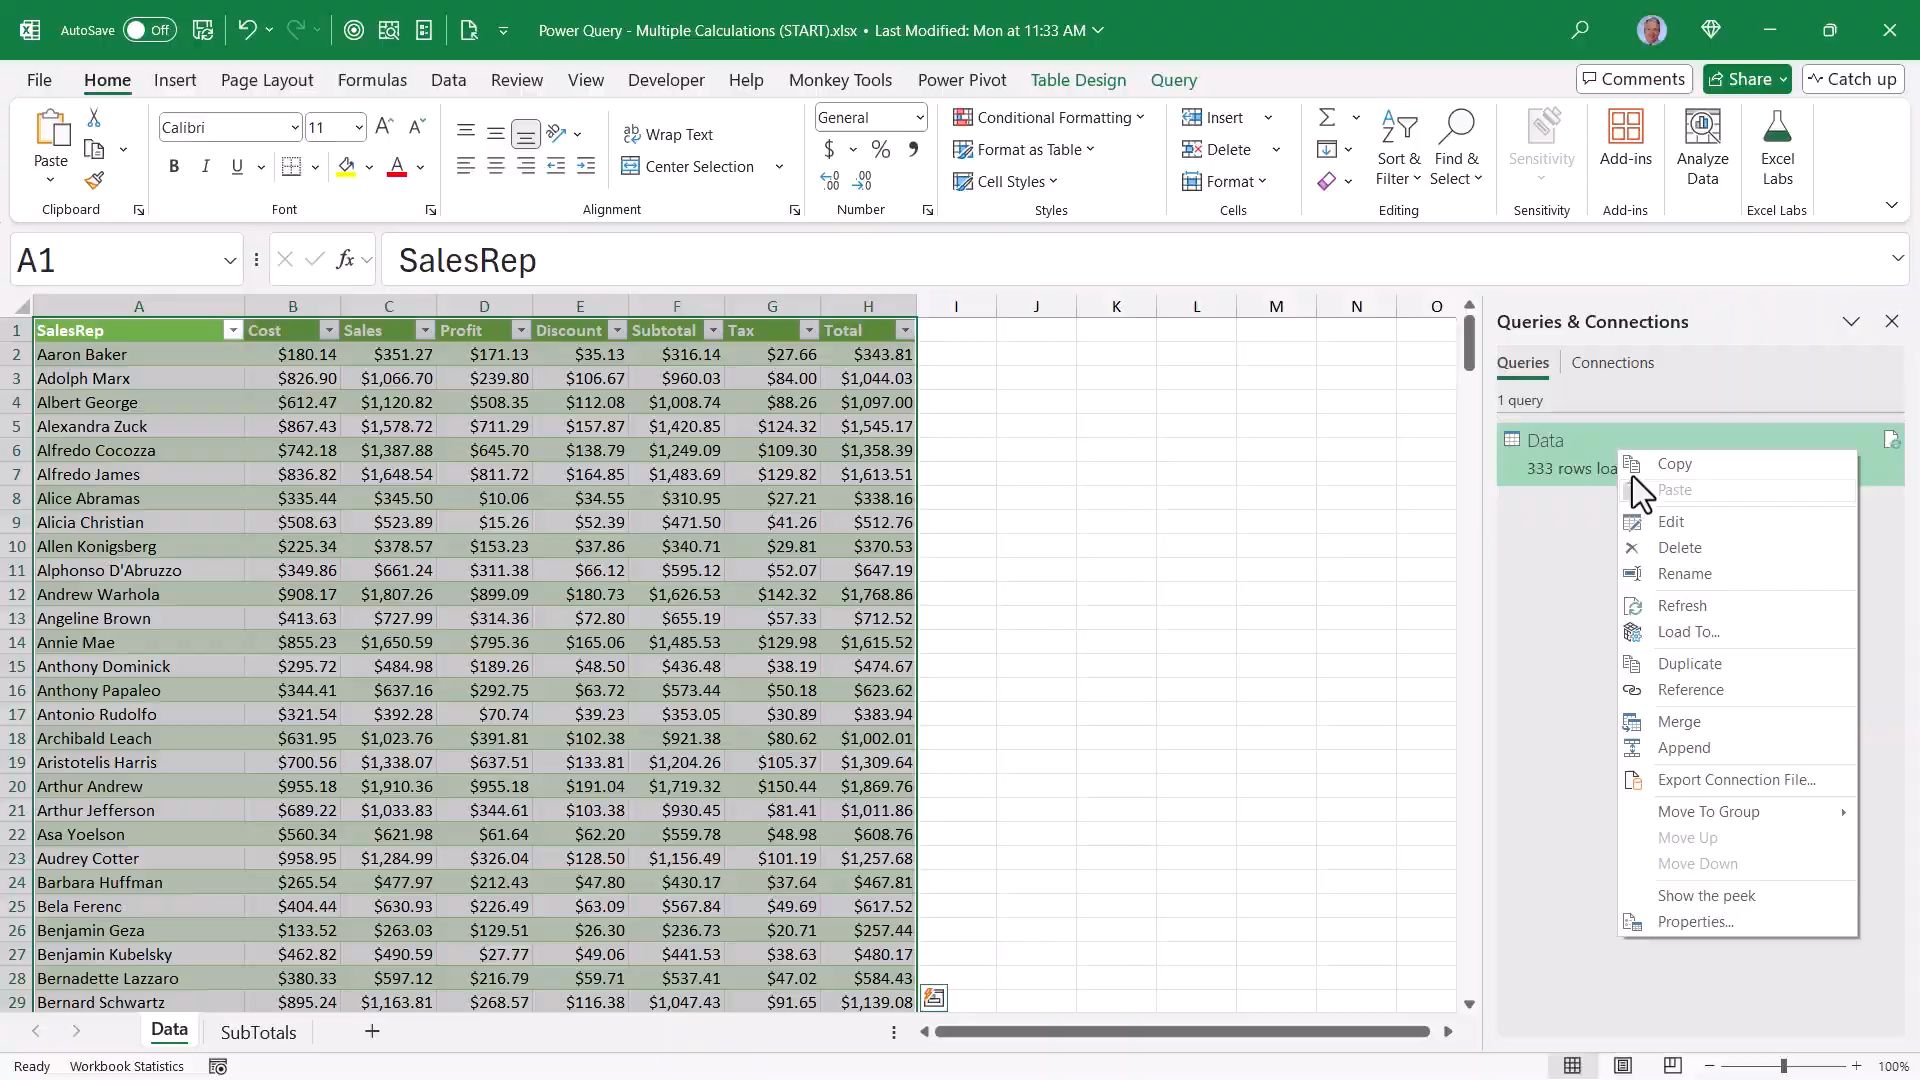 AutoSave Off Power Query - Multiple Calculations (START).xlsx • Last Modified: Mon at 11:33 AM
File Home Insert Page Layout Formulas Data Review View Developer Help Monkey Tools Power Pivot Table Design Query Comments Share Catch up
Calibri 11 General Conditional Formatting Insert
Wrap Text Format as Table Delete
Paste Center Selection Cell Styles Format Sort & Filter Find & Select Sensitivity Add-ins Analyze Data Excel Labs
Clipboard Font Alignment Number Styles Cells Editing Sensitivity Add-ins Excel Labs
A1 fx SalesRep
A B C D E F G H I J K L M N O
1 SalesRep Cost Sales Profit Discount Subtotal Tax Total
2 Aaron Baker $180.14 $351.27 $171.13 $35.13 $316.14 $27.66 $343.81
3 Adolph Marx $826.90 $1,066.70 $239.80 $106.67 $960.03 $84.00 $1,044.03
4 Albert George $612.47 $1,120.82 $508.35 $112.08 $1,008.74 $88.26 $1,097.00
5 Alexandra Zuck $867.43 $1,578.72 $711.29 $157.87 $1,420.85 $124.32 $1,545.17
6 Alfredo Cocozza $742.18 $1,387.88 $645.70 $138.79 $1,249.09 $109.30 $1,358.39
7 Alfredo James $836.82 $1,648.54 $811.72 $164.85 $1,483.69 $129.82 $1,613.51
8 Alice Abramas $335.44 $345.50 $10.06 $34.55 $310.95 $27.21 $338.16
9 Alicia Christian $508.63 $523.89 $15.26 $52.39 $471.50 $41.26 $512.76
10 Allen Konigsberg $225.34 $378.57 $153.23 $37.86 $340.71 $29.81 $370.53
11 Alphonso D'Abruzzo $349.86 $661.24 $311.38 $66.12 $595.12 $52.07 $647.19
12 Andrew Warhola $908.17 $1,807.26 $899.09 $180.73 $1,626.53 $142.32 $1,768.86
13 Angeline Brown $413.63 $727.99 $314.36 $72.80 $655.19 $57.33 $712.52
14 Annie Mae $855.23 $1,650.59 $795.36 $165.06 $1,485.53 $129.98 $1,615.52
15 Anthony Dominick $295.72 $484.98 $189.26 $48.50 $436.48 $38.19 $474.67
16 Anthony Papaleo $344.41 $637.16 $292.75 $63.72 $573.44 $50.18 $623.62
17 Antonio Rudolfo $321.54 $392.28 $70.74 $39.23 $353.05 $30.89 $383.94
18 Archibald Leach $631.95 $1,023.76 $391.81 $102.38 $921.38 $80.62 $1,002.01
19 Aristotelis Harris $700.56 $1,338.07 $637.51 $133.81 $1,204.26 $105.37 $1,309.64
20 Arthur Andrew $955.18 $1,910.36 $955.18 $191.04 $1,719.32 $150.44 $1,869.76
21 Arthur Jefferson $689.22 $1,033.83 $344.61 $103.38 $930.45 $81.41 $1,011.86
22 Asa Yoelson $560.34 $621.98 $61.64 $62.20 $559.78 $48.98 $608.76
23 Audrey Cotter $958.95 $1,284.99 $326.04 $128.50 $1,156.49 $101.19 $1,257.68
24 Barbara Huffman $265.54 $477.97 $212.43 $47.80 $430.17 $37.64 $467.81
25 Bela Ferenc $404.44 $630.93 $226.49 $63.09 $567.84 $49.69 $617.52
26 Benjamin Geza $133.52 $263.03 $129.51 $26.30 $236.73 $20.71 $257.44
27 Benjamin Kubelsky $462.82 $490.59 $27.77 $49.06 $441.53 $38.63 $480.17
28 Bernadette Lazzaro $380.33 $597.12 $216.79 $59.71 $537.41 $47.02 $584.43
29 Bernard Schwartz $895.24 $1,163.81 $268.57 $116.38 $1,047.43 $91.65 $1,139.08
Queries & Connections
Queries Connections
1 query
Data
333 rows loa
Copy
Paste
Edit
Delete
Rename
Refresh
Load To...
Duplicate
Reference
Merge
Append
Export Connection File...
Move To Group
Move Up
Move Down
Show the peek
Properties...
Data SubTotals
Ready Workbook Statistics 100%